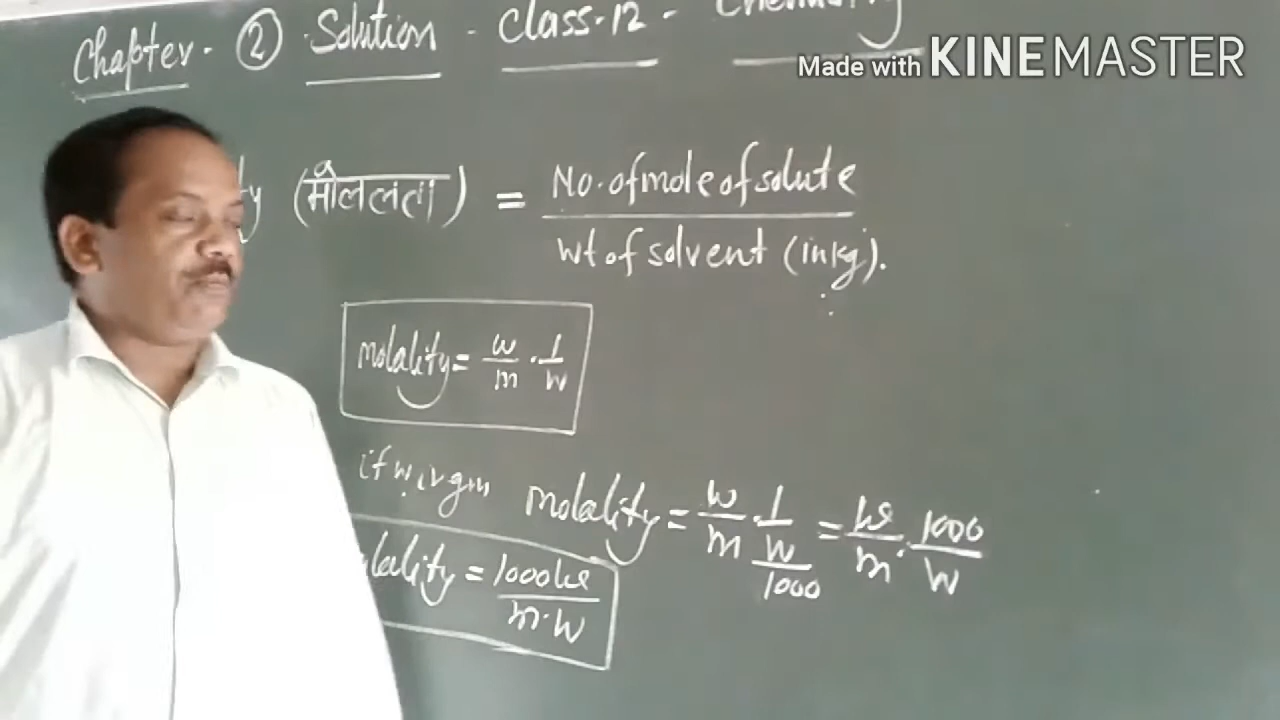 Chapter - ② Solution - Class-12 - Chemistry
Made with KINEMASTER
(मोललता) = No. of mole of solute / Wt of solvent (in kg).
molality = w/m · 1/W
if W in gm molality = w/m · 1/(W/1000) = w/m · 1000/W
molality = 1000w / m·W